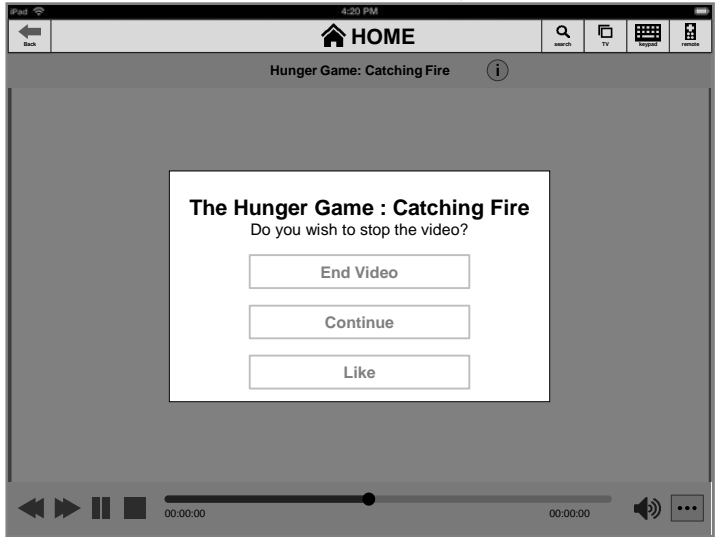 iPad 4:20 PM
Back HOME search TV keypad remote
Hunger Game: Catching Fire i
The Hunger Game : Catching Fire
Do you wish to stop the video?
End Video
Continue
Like
00:00:00 00:00:00